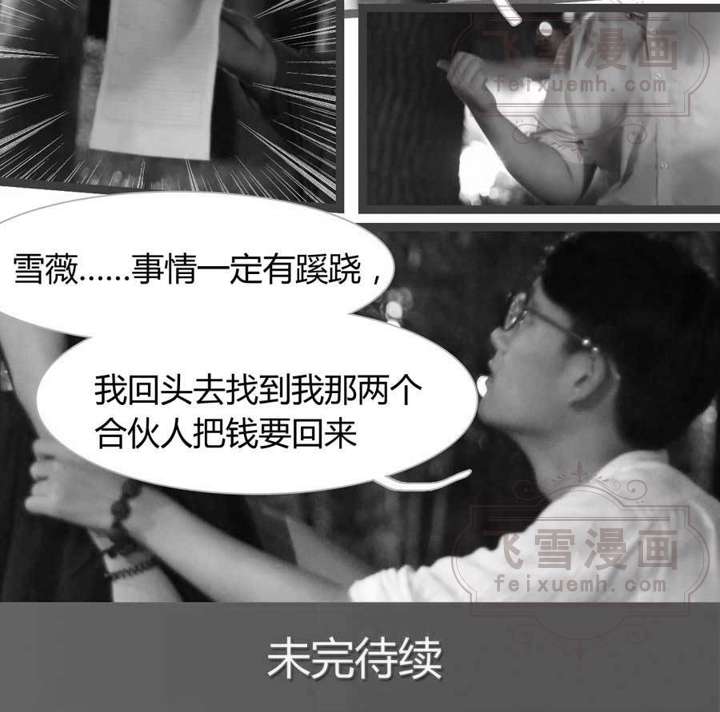 飞雪漫画
feixuemh.com
雪薇……事情一定有蹊跷，
我回头去找到我那两个
合伙人把钱要回来
飞雪漫画
feixuemh.com
未完待续